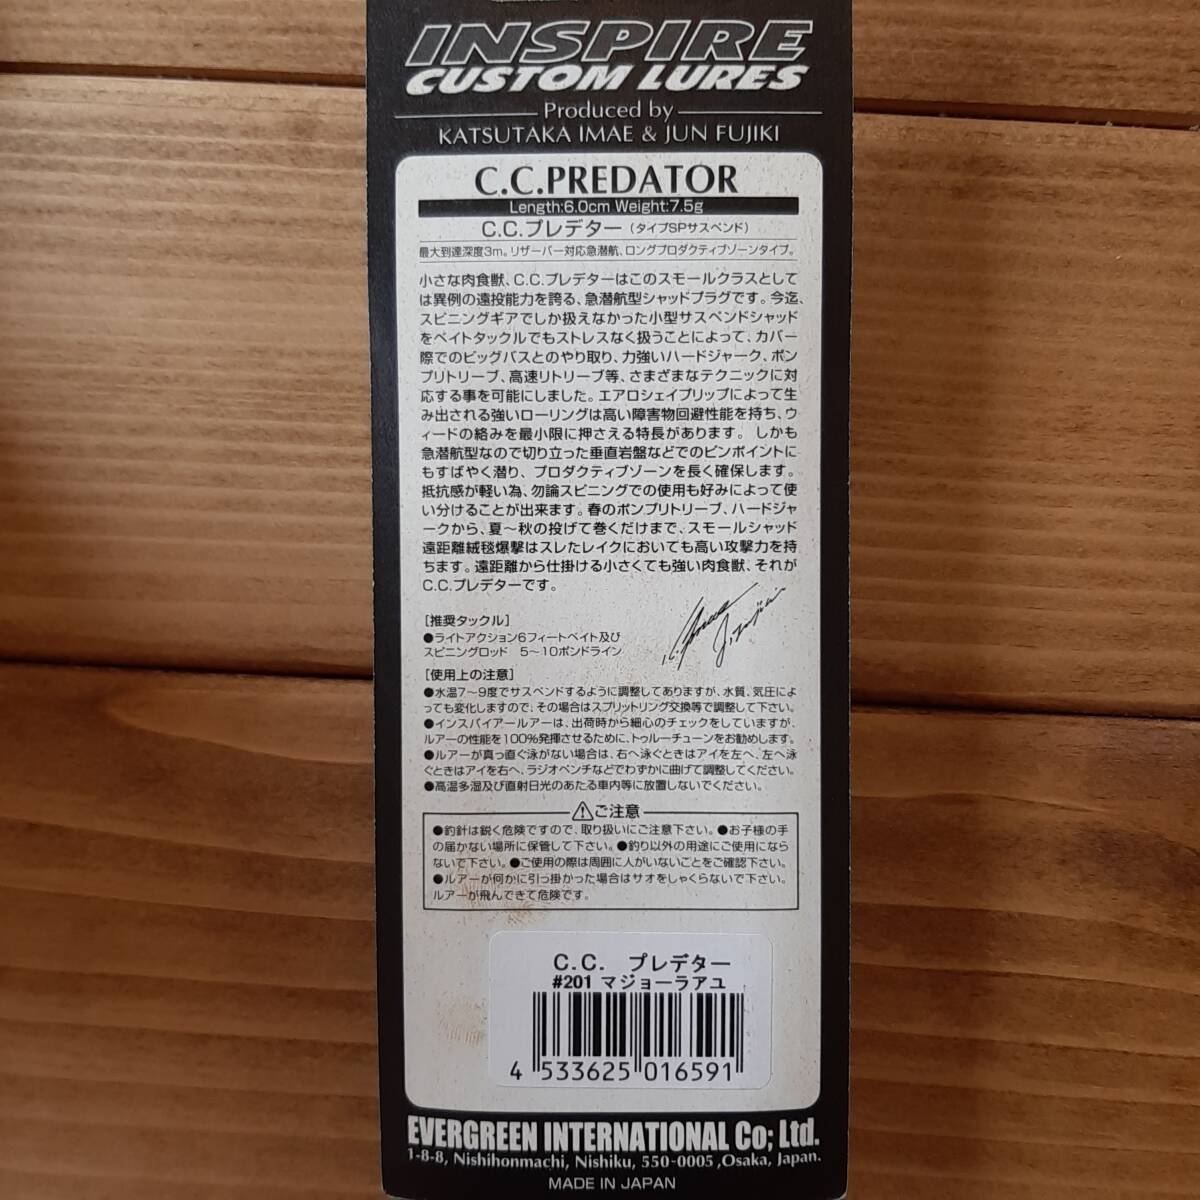 INSPIRE
CUSTOM LURES
Produced by
KATSUTAKA IMAE & JUN FUJIKI
C.C.PREDATOR
Length:6.0cm Weight:7.5g
C.C.プレデター（タイプSPサスペンド）
最大到達深度3m。リザーバー対応急潜航、ロングプロダクティブゾーンタイプ。
小さな肉食獣、C.C.プレデターはこのスモールクラスとして
は異例の遠投能力を誇る、急潜航型シャッドプラグです。今迄、
スピニングギアでしか扱えなかった小型サスペンドシャッド
をベイトタックルでもストレスなく扱うことによって、カバー
際でのビッグバスとのやり取り、力強いハードジャーク、ポン
プリトリーブ、高速リトリーブ等、さまざまなテクニックに対
応する事を可能にしました。エアロシェイプリップによって生
み出される強いローリングは高い障害物回避性能を持ち、ウ
ィードの絡みを最小限に押さえる特長があります。しかも
急潜航型なので切り立った垂直岩盤などでのピンポイントに
もすばやく潜り、プロダクティブゾーンを長く確保します。
抵抗感が軽い為、勿論スピニングでの使用も好みによって使
い分けることが出来ます。春のポンプリトリーブ、ハードジャ
ークから、夏〜秋の投げて巻くだけまで、スモールシャッド
遠距離絨毯爆撃はスレたレイクにおいても高い攻撃力を持
ちます。遠距離から仕掛ける小さくても強い肉食獣、それが
C.C.プレデターです。
［推奨タックル］
●ライトアクション6フィートベイト及び
スピニングロッド　5〜10ポンドライン
［使用上の注意］
●水温7〜9度でサスペンドするように調整してありますが、水質、気圧によ
っても変化しますので、その場合はスプリットリング交換等で調整して下さい。
●インスパイアールアーは、出荷時から細心のチェックをしていますが、
ルアーの性能を100%発揮させるために、トゥルーチューンをお勧めします。
●ルアーが真っ直ぐ泳がない場合は、右へ泳ぐときはアイを左へ、左へ泳
ぐときはアイを右へ、ラジオペンチなどでわずかに曲げて調整してください。
●高温多湿及び直射日光のあたる車内等に放置しないでください。
⚠ご注意
●釣針は鋭く危険ですので、取り扱いにご注意下さい。●お子様の手
の届かない場所に保管して下さい。●釣り以外の用途にご使用になら
ないで下さい。●ご使用の際は周囲に人がいないことをご確認下さい。
●ルアーが何かに引っ掛かった場合はサオをしゃくらないで下さい。
ルアーが飛んできて危険です。
C.C.　プレデター
#201 マジョーラアユ
4 533625 016591
EVERGREEN INTERNATIONAL Co; Ltd.
1-8-8, Nishihonmachi, Nishiku, 550-0005 ,Osaka, Japan.
MADE IN JAPAN